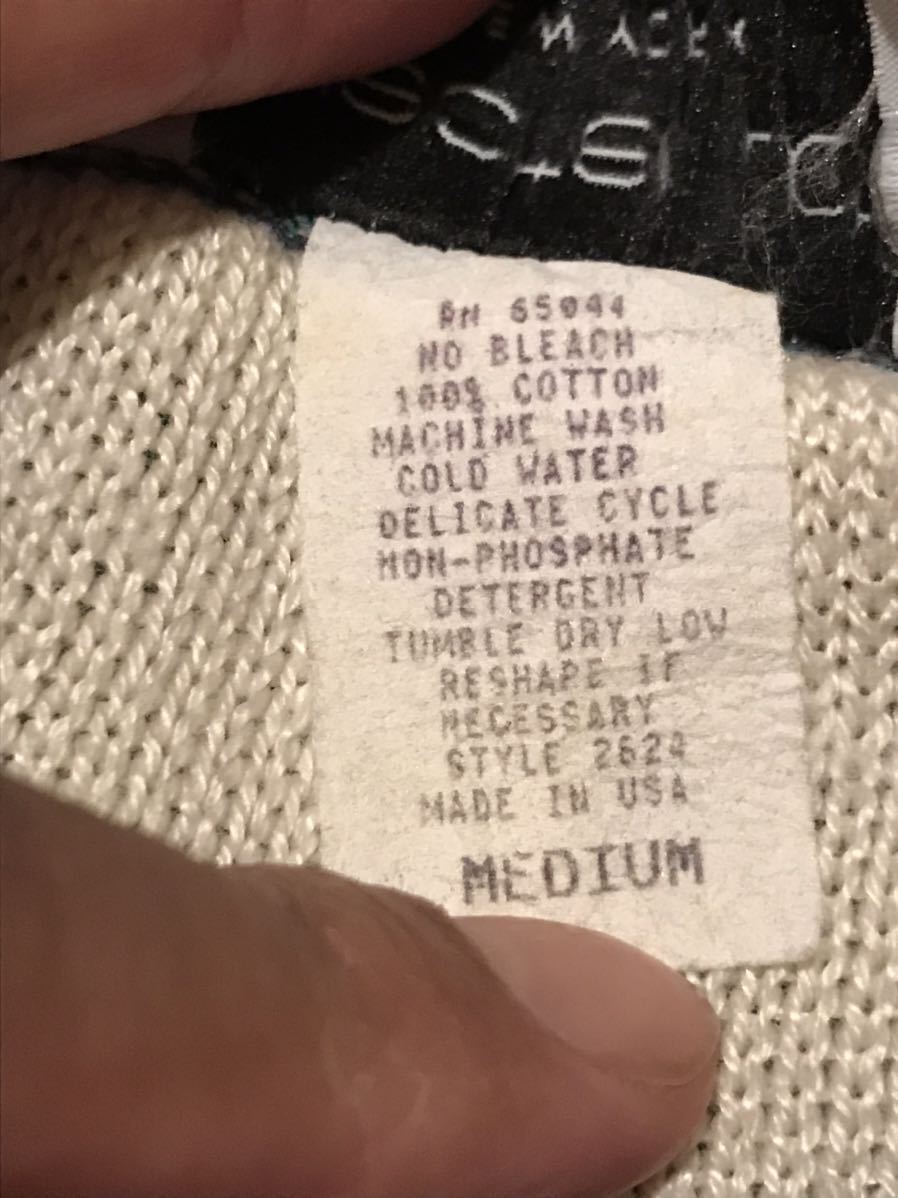 RN 65044
NO BLEACH
100% COTTON
MACHINE WASH
COLD WATER
DELICATE CYCLE
NON-PHOSPHATE
DETERGENT
TUMBLE DRY LOW
RESHAPE IF
NECESSARY
STYLE 2624
MADE IN USA
MEDIUM